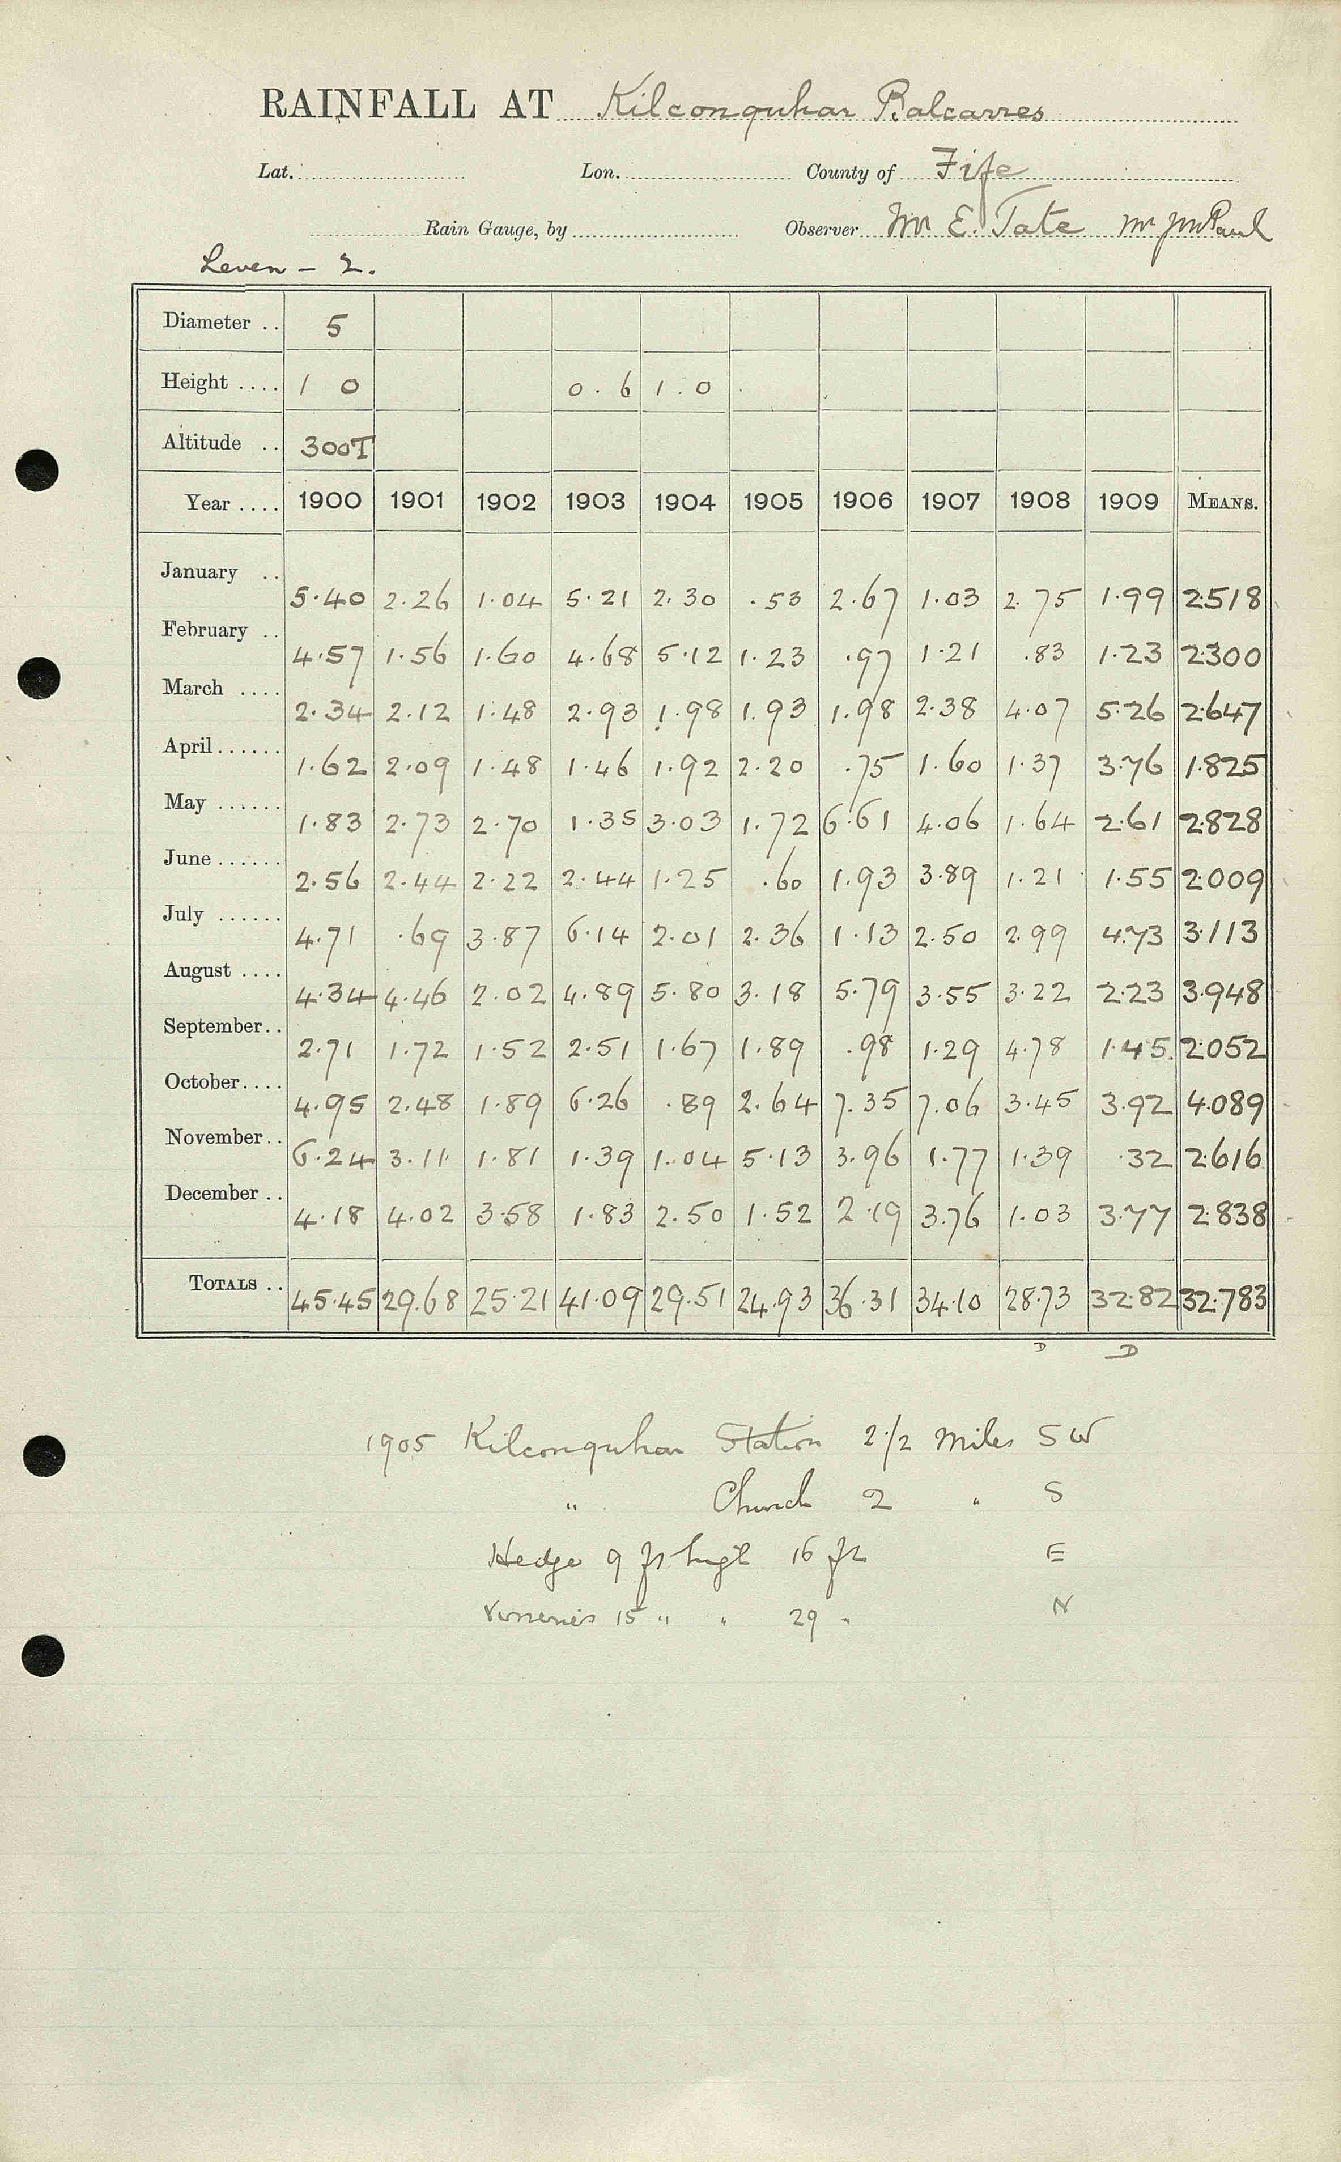 RAINFALL AT Kilconquhar Balcarres
Lat. Lon. County of Fife
Rain Gauge, by Observer Mr E. Tate Mr J M Paul
Leven - 2.
Diameter .. 5
Height .... 1 0 0.6 1.0
Altitude .. 300T
Year .... 1900 1901 1902 1903 1904 1905 1906 1907 1908 1909 MEANS.
January .. 5.40 2.26 1.04 5.21 2.30 .53 2.67 1.03 2.75 1.99 2.518
February .. 4.57 1.56 1.60 4.68 5.12 1.23 .97 1.21 .83 1.23 2.300
March .... 2.34 2.12 1.48 2.93 1.98 1.93 1.98 2.38 4.07 5.26 2.647
April ...... 1.62 2.09 1.48 1.46 1.92 2.20 .75 1.60 1.37 3.76 1.825
May ...... 1.83 2.73 2.70 1.35 3.03 1.72 6.61 4.06 1.64 2.61 2.828
June ...... 2.56 2.44 2.22 2.44 1.25 .60 1.93 3.89 1.21 1.55 2.009
July ...... 4.71 .69 3.87 6.14 2.01 2.36 1.13 2.50 2.99 4.73 3.113
August .... 4.34 4.46 2.02 4.89 5.80 3.18 5.79 3.55 3.22 2.23 3.948
September .. 2.71 1.72 1.52 2.51 1.67 1.89 .98 1.29 4.78 1.45 2.052
October .... 4.95 2.48 1.89 6.26 .89 2.64 7.35 7.06 3.45 3.92 4.089
November .. 6.24 3.11 1.81 1.39 1.04 5.13 3.96 1.77 1.39 .32 2.616
December .. 4.18 4.02 3.58 1.83 2.50 1.52 2.19 3.76 1.03 3.77 2.838
TOTALS .. 45.45 29.68 25.21 41.09 29.51 24.93 36.31 34.10 28.73 32.82 32.783
D D
1905 Kilconquhar Station 2 1/2 miles SW
" Church 2 " S
Hedge 9 ft high 16 ft E
15 " " 29 " N